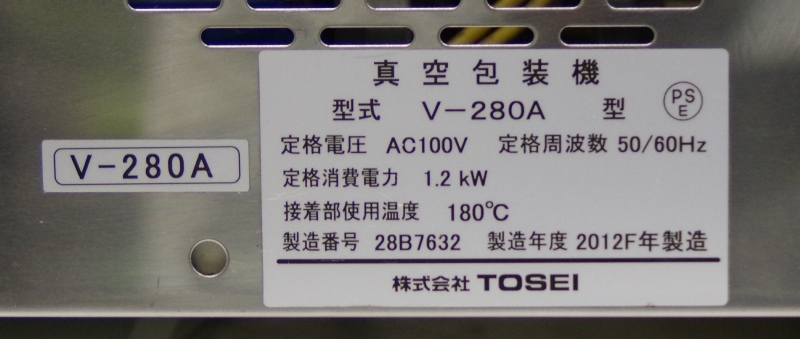 真空包装機
型式 V-280A 型
PS
E
定格電圧 AC100V 定格周波数 50/60Hz
V-280A
定格消費電力 1.2 kW
接着部使用温度 180℃
製造番号 28B7632 製造年度 2012F年製造
株式会社 TOSEI